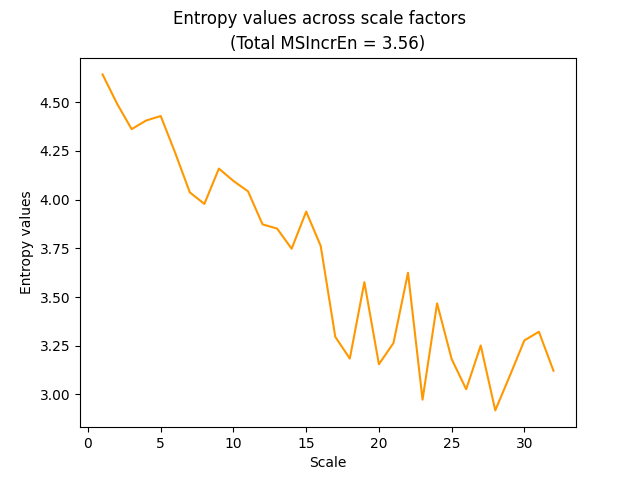 Entropy values across scale factors
(Total MSIncrEn = 3.56)
4.50
4.25
4.00
3.75
3.50
3.25
3.00
Entropy values
0 5 10 15 20 25 30
Scale